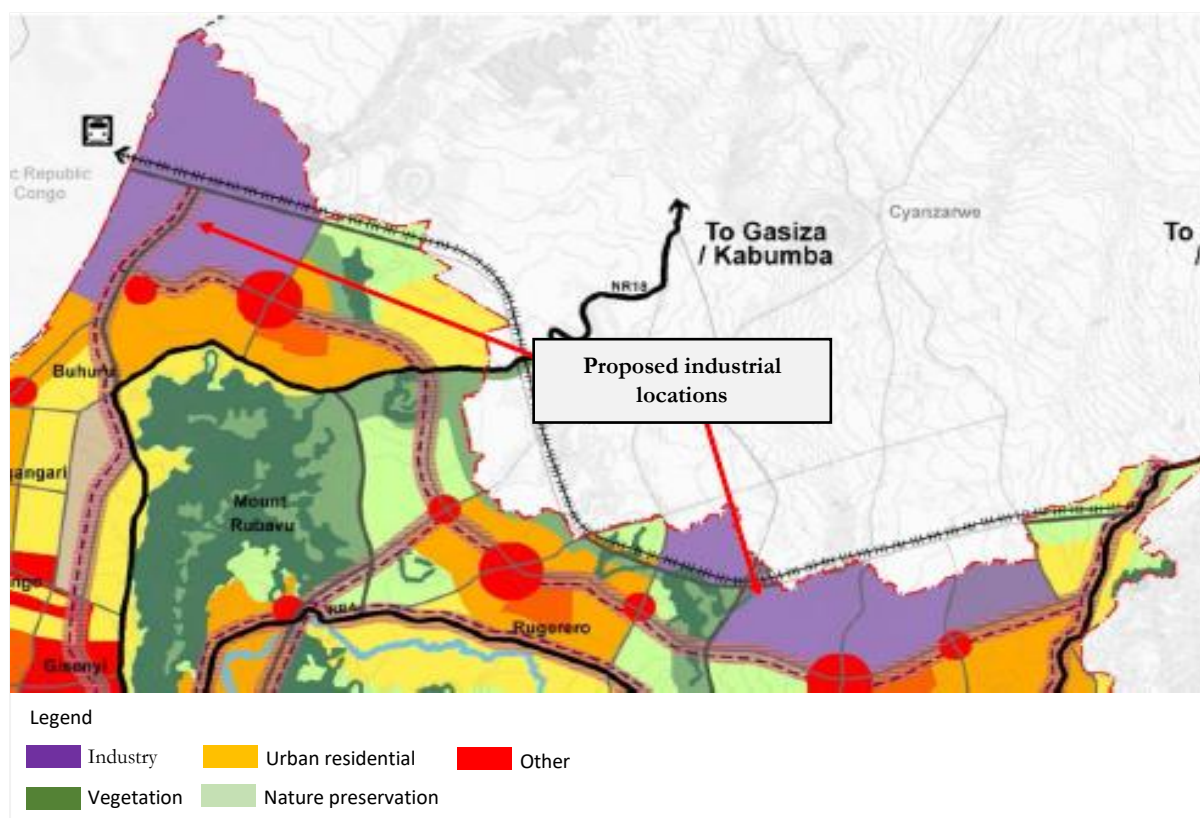 c Republic
Congo
Cyanzarwe
To Gasiza
/ Kabumba
To
/
NR18
Proposed industrial
locations
Buhuru
angari
Mount
Rubavu
Rugerero
Gisenyi
Legend
Industry
Urban residential
Other
Vegetation
Nature preservation